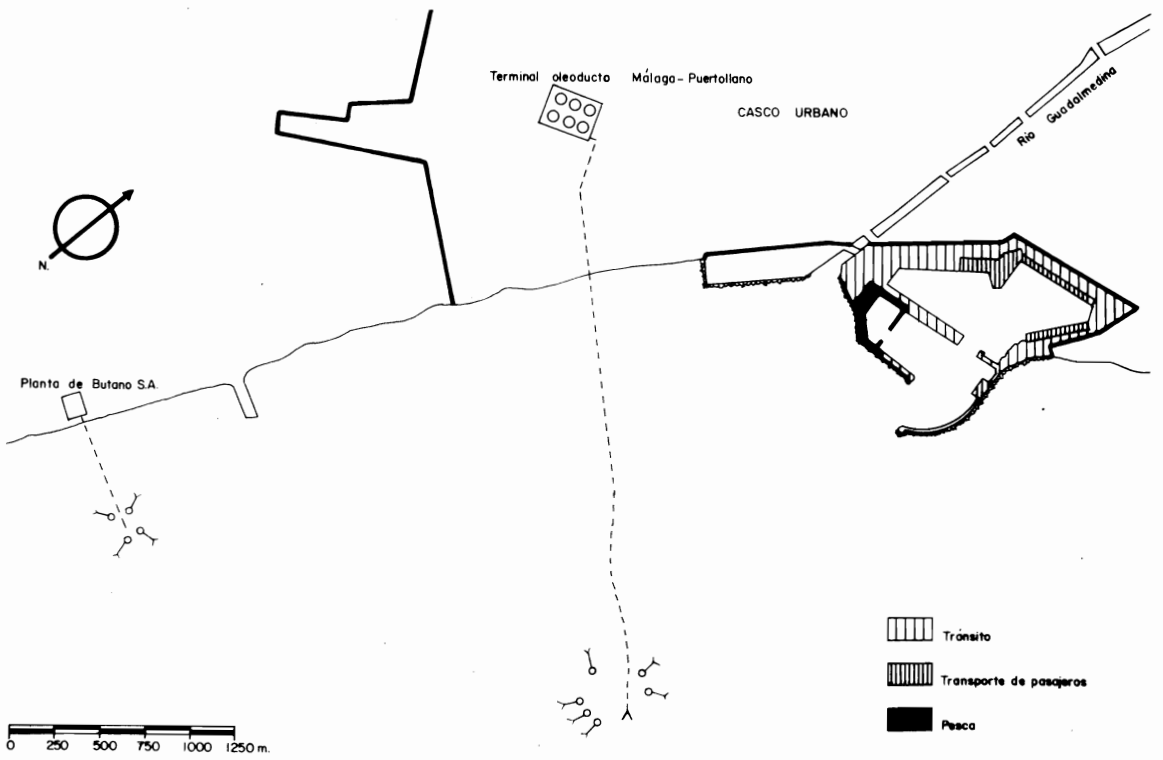 Terminal oleoducto Málaga-Puertollano
CASCO URBANO
Río Guadalmedina
N.
Planta de Butano S.A.
Tránsito
Transporte de pasajeros
Pesca
0 250 500 750 1000 1250 m.